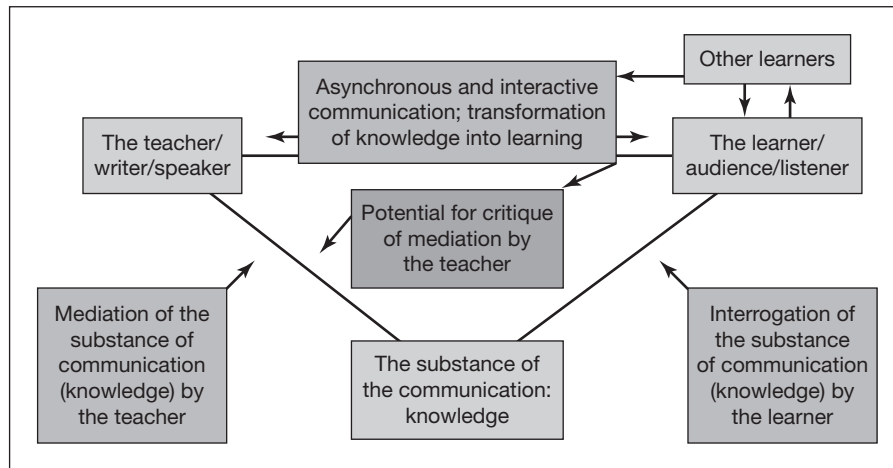 Other learners
Asynchronous and interactive
communication; transformation
of knowledge into learning
The teacher/
writer/speaker
The learner/
audience/listener
Potential for critique
of mediation by
the teacher
Mediation of the
substance of
communication
(knowledge) by
the teacher
The substance of
the communication:
knowledge
Interrogation of
the substance
of communication
(knowledge) by
the learner